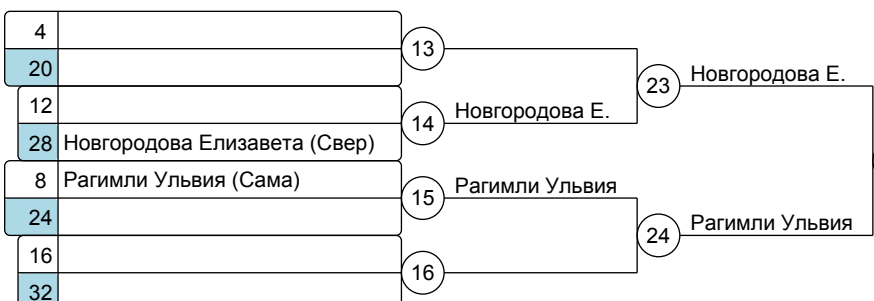 4
13
20
23 Новгородова Е.
12
14 Новгородова Е.
28 Новгородова Елизавета (Свер)
8 Рагимли Ульвия (Сама)
15 Рагимли Ульвия
24
24 Рагимли Ульвия
16
16
32